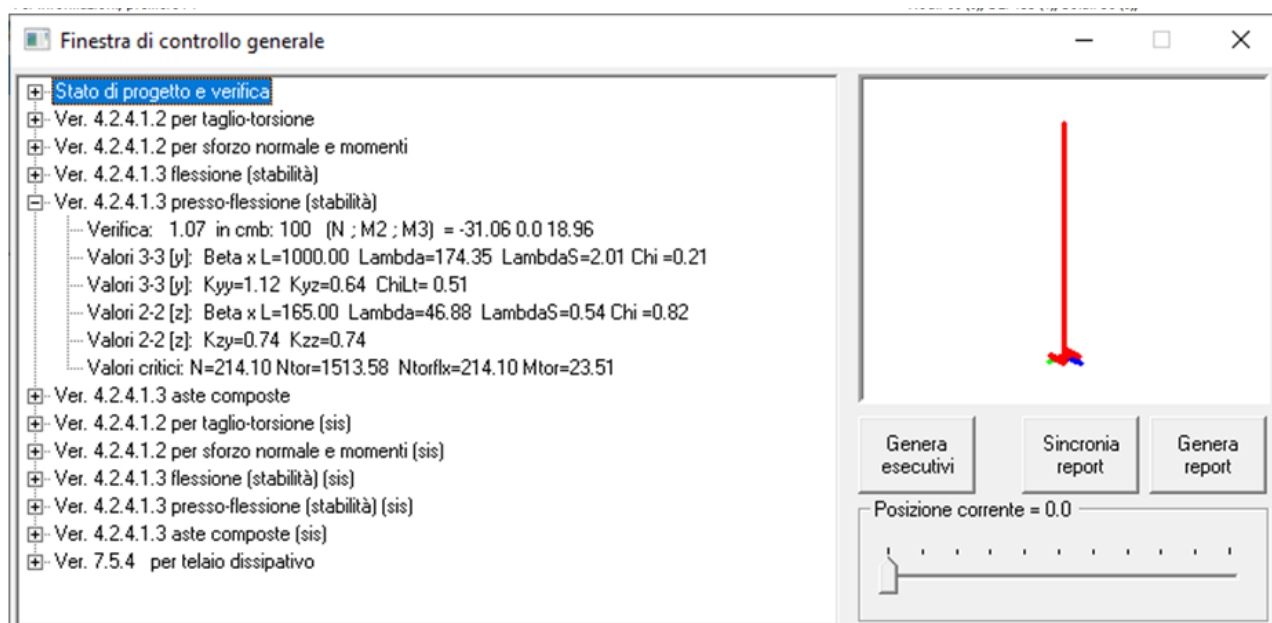 Finestra di controllo generale
Stato di progetto e verifica
Ver. 4.2.4.1.2 per taglio-torsione
Ver. 4.2.4.1.2 per sforzo normale e momenti
Ver. 4.2.4.1.3 flessione (stabilità)
Ver. 4.2.4.1.3 presso-flessione (stabilità)
Verifica: 1.07 in cmb: 100 (N ; M2 ; M3) = -31.06 0.0 18.96
Valori 3-3 [y]: Beta x L=1000.00 Lambda=174.35 LambdaS=2.01 Chi =0.21
Valori 3-3 [y]: Kyy=1.12 Kyz=0.64 ChiLt= 0.51
Valori 2-2 [z]: Beta x L=165.00 Lambda=46.88 LambdaS=0.54 Chi =0.82
Valori 2-2 [z]: Kzy=0.74 Kzz=0.74
Valori critici: N=214.10 Ntor=1513.58 Ntorflx=214.10 Mtor=23.51
Ver. 4.2.4.1.3 aste composte
Ver. 4.2.4.1.2 per taglio-torsione (sis)
Ver. 4.2.4.1.2 per sforzo normale e momenti (sis)
Ver. 4.2.4.1.3 flessione (stabilità) (sis)
Ver. 4.2.4.1.3 presso-flessione (stabilità) (sis)
Ver. 4.2.4.1.3 aste composte (sis)
Ver. 7.5.4 per telaio dissipativo
Genera esecutivi
Sincronia report
Genera report
Posizione corrente = 0.0